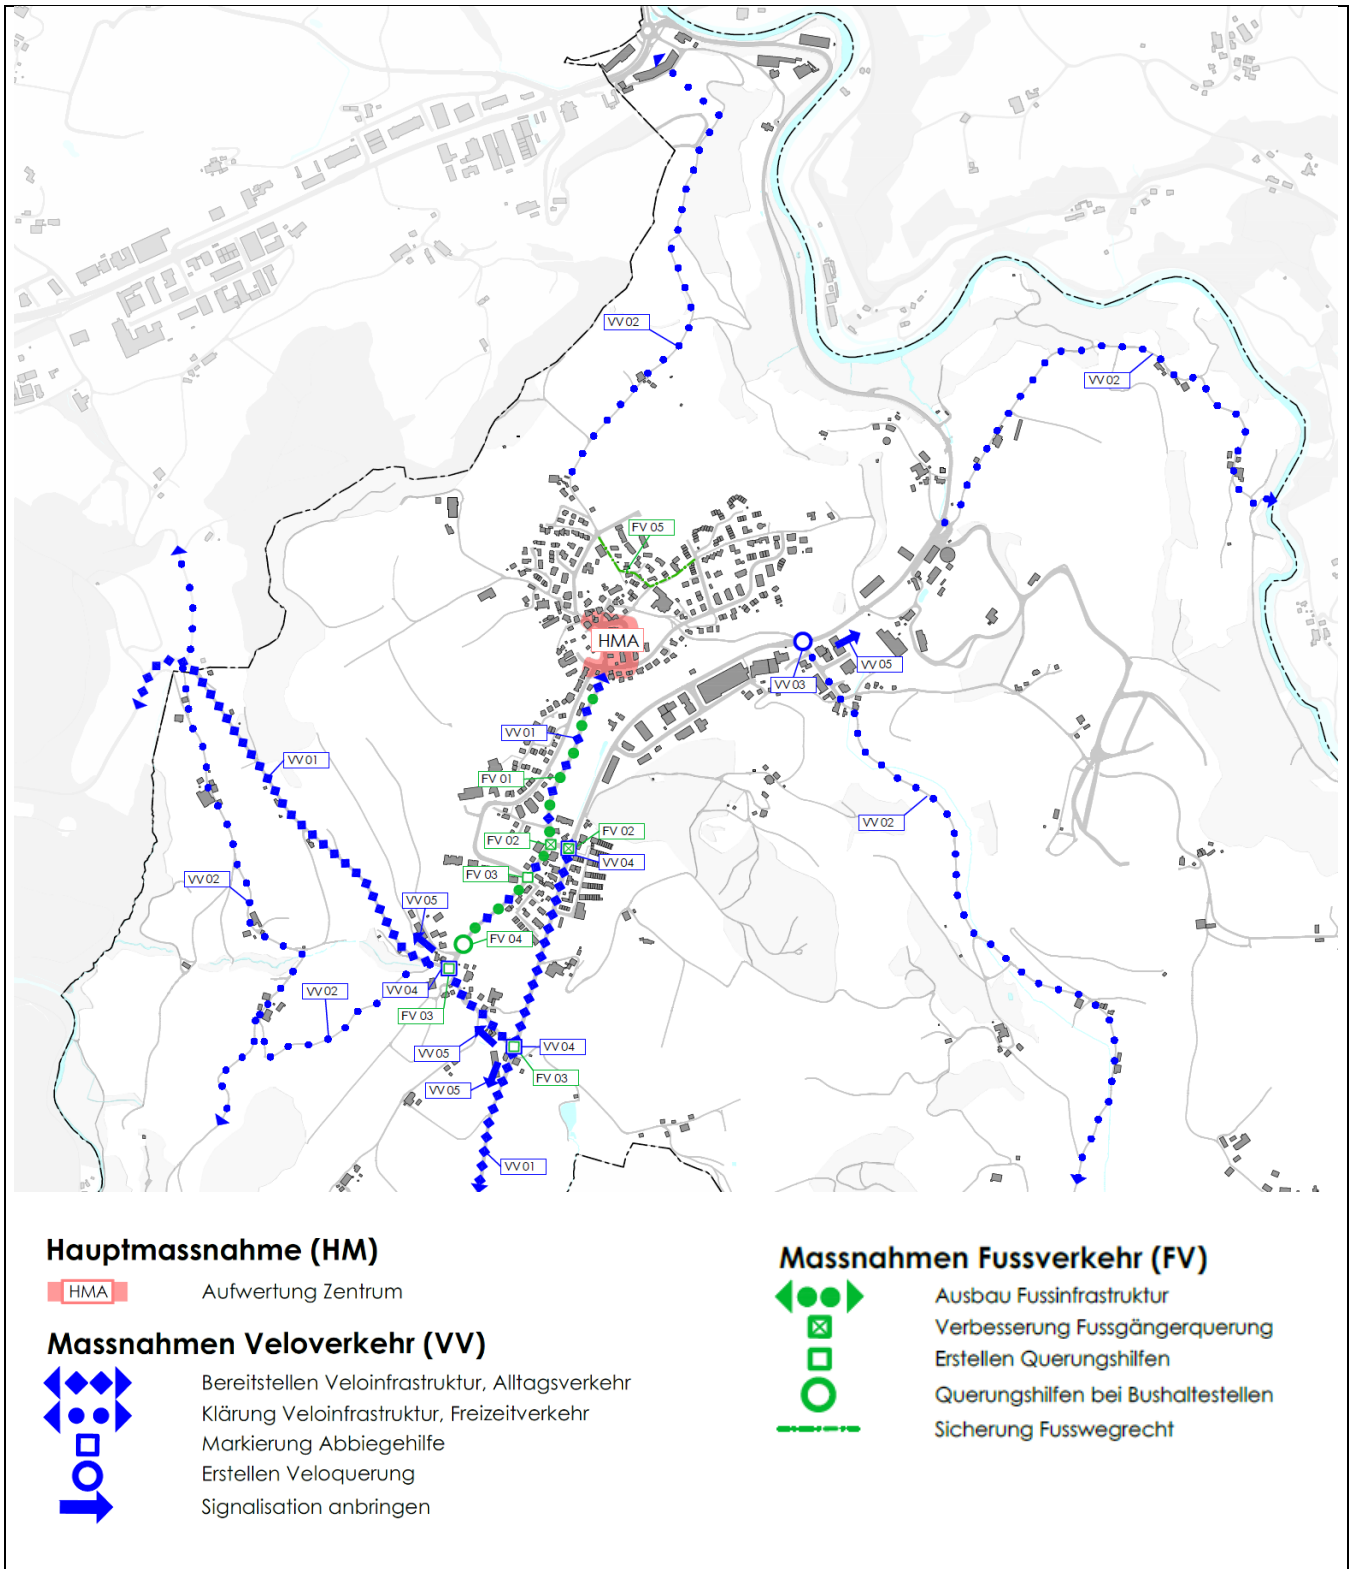 VV 02
VV 02
FV 05
HMA
VV 05
VV 03
VV 01
VV 01
FV 01
VV 02
FV 02
FV 02
VV 04
FV 03
VV 02
VV 05
FV 04
VV 04
VV 02
FV 03
VV 05
VV 04
FV 03
VV 05
VV 01
Hauptmassnahme (HM)
HMA Aufwertung Zentrum
Massnahmen Veloverkehr (VV)
Bereitstellen Veloinfrastruktur, Alltagsverkehr
Klärung Veloinfrastruktur, Freizeitverkehr
Markierung Abbiegehilfe
Erstellen Veloquerung
Signalisation anbringen
Massnahmen Fussverkehr (FV)
Ausbau Fussinfrastruktur
Verbesserung Fussgängerquerung
Erstellen Querungshilfen
Querungshilfen bei Bushaltestellen
Sicherung Fusswegrecht